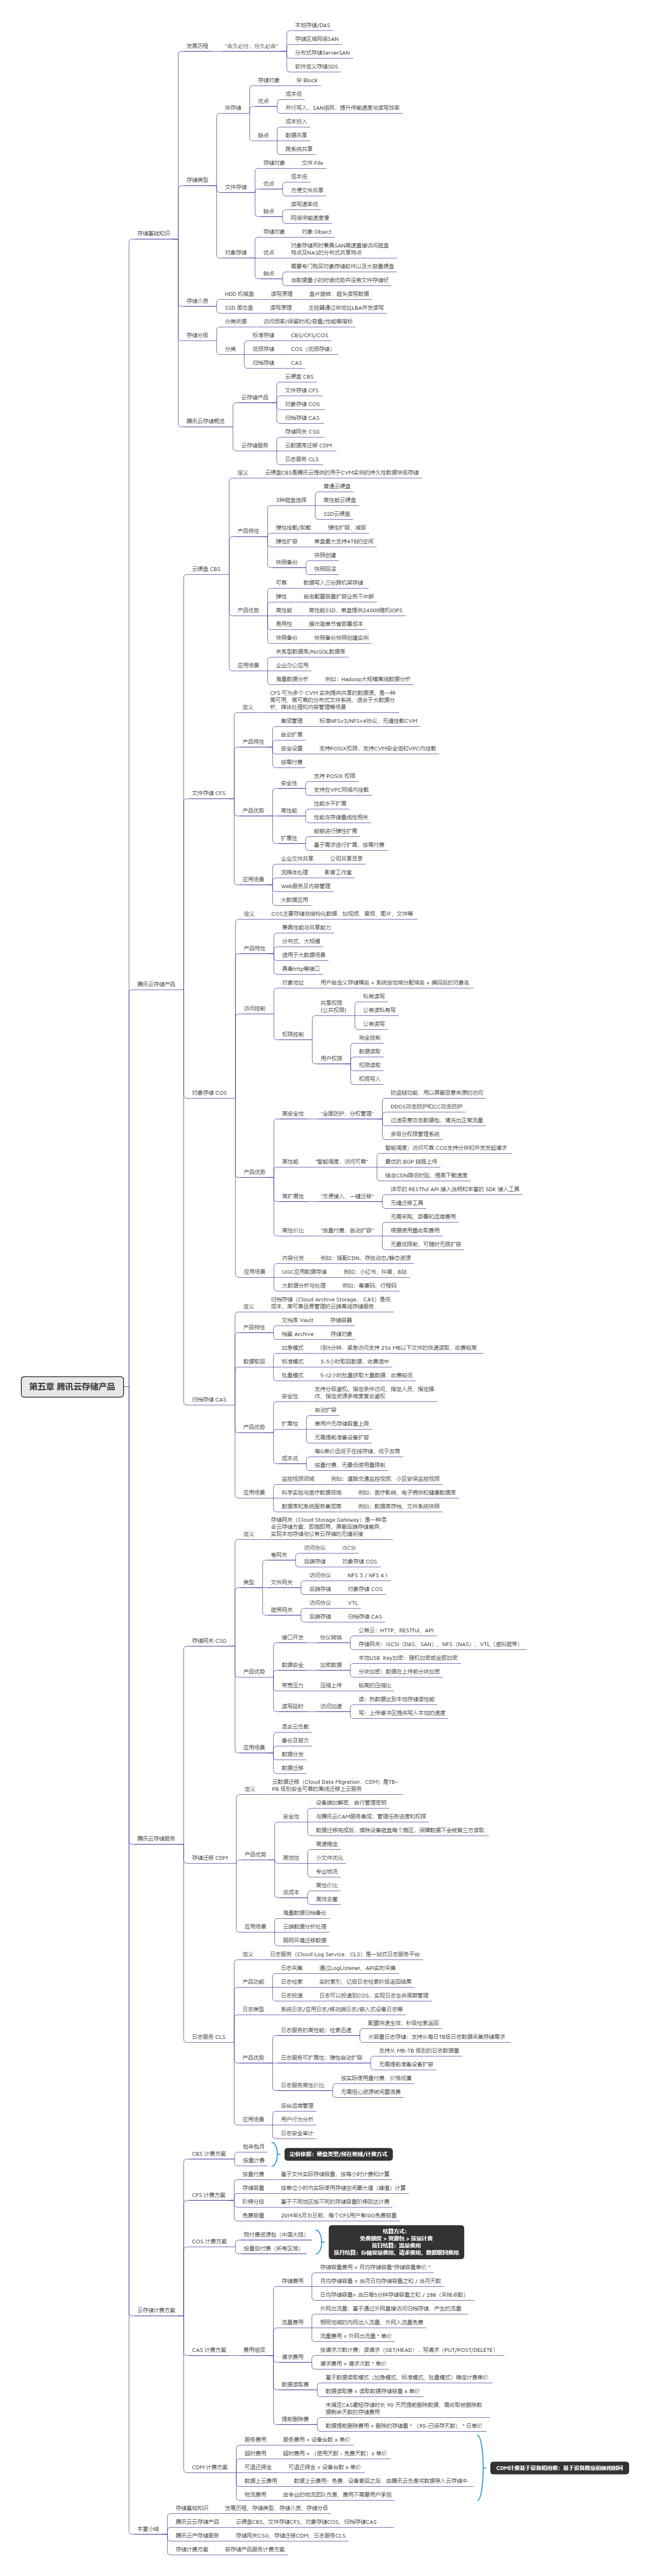 第五章 腾讯云存储产品
存储基础知识
发展历程
"合久必分，分久必合"
本地存储/DAS
存储区域网络SAN
分布式存储ServerSAN
软件定义存储SDS
存储类型
块存储
存储对象
块 Block
优点
成本低
并行写入，SAN组网，提升传输速度与读写效率
缺点
成本投入
数据共享
跨系统共享
文件存储
存储对象
文件 File
优点
成本低
方便文件共享
缺点
读写速率低
网络传输速度慢
对象存储
存储对象
对象 Object
优点
对象存储同时兼具SAN高速直接访问磁盘
特点及NAS的分布式共享特点
缺点
需要专门购买对象存储软件以及大容量硬盘
当数据量小的时候优势并没有文件存储好
存储介质
HDD 机械盘
读写原理
盘片旋转，磁头读写数据
SSD 固态盘
读写原理
主控器通过块地址LBA并发读写
存储分级
分类依据
访问频率/保留时间/容量/性能等指标
分类
标准存储
CBS/CFS/COS
低频存储
COS（低频存储）
归档存储
CAS
腾讯云存储概览
云存储产品
云硬盘 CBS
文件存储 CFS
对象存储 COS
归档存储 CAS
云存储服务
存储网关 CSG
云数据库迁移 CDM
日志服务 CLS
腾讯云存储产品
云硬盘 CBS
定义
云硬盘CBS是腾讯云提供的用于CVM实例的持久性数据块级存储
产品特性
3种磁盘选择
普通云硬盘
高性能云硬盘
SSD云硬盘
弹性挂载/卸载
弹性扩容、减容
弹性扩容
单盘最大支持4TB的空间
快照备份
快照创建
快照回滚
产品优势
可靠
数据写入三份跨机架存储
弹性
自由配置容量扩容业务不中断
高性能
高性能SSD，单盘提供24000随机IOPS
易用性
操作简单节省部署成本
快照备份
快照备份快照创建实例
应用场景
关系型数据库/NoSQL数据库
企业办公应用
海量数据分析
例如：Hadoop大规模离线数据分析
文件存储 CFS
定义
CFS 可为多个 CVM 实例提供共享的数据源，是一种
高可用、高可靠的分布式文件系统，适合于大数据分
析、媒体处理和内容管理等场景
产品特性
集成管理
标准NFSv3/NFSv4协议，无缝挂载CVM
自动扩展
安全设置
支持POSIX权限，支持CVM安全组和VPC内挂载
按需付费
产品优势
安全性
支持 POSIX 权限
支持在VPC网络内挂载
高性能
性能水平扩展
性能与存储量线性相关
扩展性
能够进行弹性扩展
基于需求进行扩展，按需付费
应用场景
企业文件共享
公司共享目录
流媒体处理
影音工作室
Web服务及内容管理
大数据应用
对象存储 COS
定义
COS主要存储非结构化数据，如视频、音频、图片、文件等
产品特性
兼具性能与共享能力
分布式、大规模
适用于大数据场景
具备http等接口
访问控制
对象地址
用户自定义存储桶名 + 系统按地域分配域名 + 编码后的对象名
权限控制
共享权限
(公共权限)
私有读写
公有读私有写
公有读写
用户权限
完全控制
数据读取
权限读取
权限写入
产品优势
高安全性
"全面防护、分权管理"
防盗链功能，用以屏蔽恶意来源的访问
DDOS攻击防护和CC攻击防护
过滤恶意攻击数据包，清洗出正常流量
多级分权限管理系统
高性能
"智能调度、访问可靠"
智能调度：访问可靠 COS支持分块和并发发起请求
最优的 BGP 链路上传
结合CDN降低时延，提高下载速度
高扩展性
"方便接入、一键迁移"
详尽的 RESTful API 接入说明和丰富的 SDK 接入工具
无缝迁移工具
高性价比
"按量付费、自动扩容"
无需采购、部署和运维费用
根据使用量收取费用
无最低限制，可随时无限扩容
应用场景
内容分发
例如：搭配CDN，存放动态/静态资源
UGC应用数据存储
例如：小红书、抖音、B站
大数据分析与处理
例如：毒康码、行程码
归档存储 CAS
定义
归档存储（Cloud Archive Storage， CAS）是低
成本、高可靠且易管理的云端离线存储服务
产品特性
文档库 Vault
存储容器
档案 Archive
存储对象
数据取回
加急模式
1到5分钟，紧急访问支持 256 MB以下文件的快速读取，收费较高
标准模式
3-5小时取回数据，收费适中
批量模式
5-12小时批量获取大量数据，收费较低
产品优势
安全性
支持分级鉴权，指定条件访问、指定人员、指定操
作、指定资源多维度复合鉴权
扩展性
自动扩容
单用户无存储容量上限
无需提前准备设备扩容
成本低
每G单价远低于在线存储，低于友商
按量付费，无最低使用量限制
应用场景
监控视频领域
例如：道路交通监控视频，小区安保监控视频
科学实验与医疗数据领域
例如：医疗影响、电子病例和健康数据库
数据库和系统服务集成商
例如：数据库存档、文件系统快照
腾讯云存储服务
存储网关 CSG
定义
存储网关（Cloud Storage Gateway）是一种混
合云存储方案，即插即用，屏蔽后端存储差异，
实现本地存储与公有云存储的无缝衔接
类型
卷网关
访问协议
iSCSI
后端存储
对象存储 COS
文件网关
访问协议
NFS 3 / NFS 4.1
后端存储
对象存储 COS
磁带网关
访问协议
VTL
后端存储
归档存储 CAS
产品优势
接口开发
协议转换
公有云：HTTP、RESTful、API
存储网关：iSCSI（DAS、SAN）、NFS（NAS）、VTL（虚拟磁带）
数据安全
加密数据
本地USB Key加密：随机加密或全部加密
分块加密：数据在上传前分块加密
带宽压力
压缩上传
较高的压缩比
读写延时
访问加速
读：热数据达到本地存储读性能
写：上传缓冲区提供写入本地的速度
应用场景
混合云负载
备份及容灾
数据分发
数据迁移
存储迁移 CDM
定义
云数据迁移（Cloud Data Migration，CDM）是TB~
PB 级别安全可靠的离线迁移上云服务
产品优势
安全性
设备端加解密，自行管理密钥
与腾讯云CAM服务集成，管理任务进度和权限
数据迁移完成后，擦除设备磁盘每个扇区，保障数据不会被第三方读取
高效性
高速稳定
小文件优化
专业物流
低成本
高性价比
高效去重
应用场景
海量数据归档备份
云端数据分析处理
弱网环境迁移数据
日志服务 CLS
定义
日志服务（Cloud Log Service，CLS）是一站式日志服务平台
产品功能
日志采集
通过LogListener、API实时采集
日志检索
实时索引，亿级日志检索秒级返回结果
日志投递
日志可以投递到COS，实现日志生命周期管理
日志类型
系统日志/应用日志/移动端日志/嵌入式设备日志等
产品优势
日志服务的高性能：检索迅速
配置快速生效，秒级检索返回
大容量日志存储：支持从每日TB级日志数据采集存储需求
日志服务可扩展性：弹性自动扩容
支持从 MB-TB 级别的日志数据量
无需提前准备设备扩容
日志服务高性价比
按实际使用量付费，价格低廉
无需担心资源被闲置浪费
应用场景
后台运维管理
用户行为分析
日志安全审计
云存储计费方案
CBS 计费方案
包年包月
按量计费
定价依据：硬盘类型/所在地域/计费方式
CFS 计费方案
按量付费
基于文件实际存储容量，按每小时计费和计算
存储容量
按单位小时内实际使用存储空间最大值（峰值）计算
阶梯分段
基于不同地区按不同的存储容量阶梯到达计费
免费容量
2019年5月31日前，每个CFS用户有10G免费容量
COS 计费方案
预付费资源包（中国大陆）
按量后付费（所有区域）
结算方式：
免费额度 > 资源包 > 按量计费
按日结算：流量费用
按月结算：存储容量费用、请求费用、数据取回费用
CAS 计费方案
费用组成
存储费用
存储容量费用 = 月均存储容量*存储容量单价 *
月均存储容量 = 当月日均存储容量之和 / 当月天数
日均存储容量= 当日每5分钟存储容量之和 / 288（采样点数）
流量费用
外网出流量：基于通过外网直接访问归档存储，产生的流量
相同地域的内网出入流量、外网入流量免费
流量费用 = 外网出流量 * 单价
请求费用
按请求次数计费：读请求（GET/HEAD）、写请求（PUT/POST/DELETE）
请求费用 = 请求次数 * 单价
数据读取费
基于数据读取模式（加急模式、标准模式、批量模式）确定计费单价
数据读取费 = 读取数据存储容量 x 单价
提前删除费
未满足CAS最短存储时长 90 天而提前删除数据，需收取被删除数
据剩余天数的存储费用
数据提前删除费用 = 删除的存储量 * （90-已保存天数） * 日单价
CDM 计费方案
服务费用
服务费用 = 设备台数 x 单价
超时费用
超时费用 = （使用天数 - 免费天数）x 单价
可退还押金
可退还押金 = 设备台数 x 单价
数据上云费用
数据上云费用：免费，设备寄回之后，由腾讯云负责将数据导入云存储中
物流费用
由专业的物流团队负责，费用不需要用户承担
CDM计费基于设备租用费：基于设备数量和使用时间
本章小结
存储基础知识
发展历程，存储类型，存储介质，存储分级
腾讯云云存储产品
云硬盘CBS、文件存储CFS、对象存储COS、归档存储CAS
腾讯云产存储服务
存储网关CSG、存储迁移CDM、日志服务CLS
存储计费方案
各存储产品服务计费方案